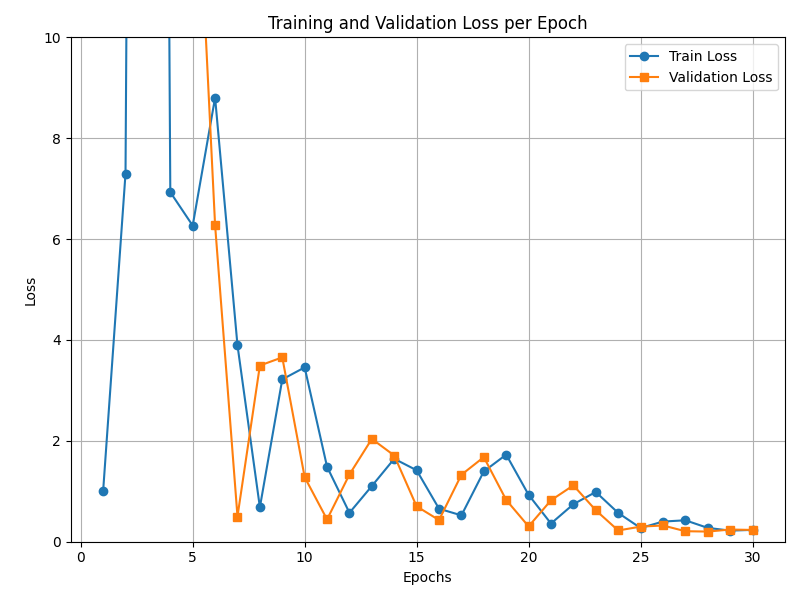 Training and Validation Loss per Epoch
Train Loss
Validation Loss
Loss
10
8
6
4
2
0
0 5 10 15 20 25 30
Epochs